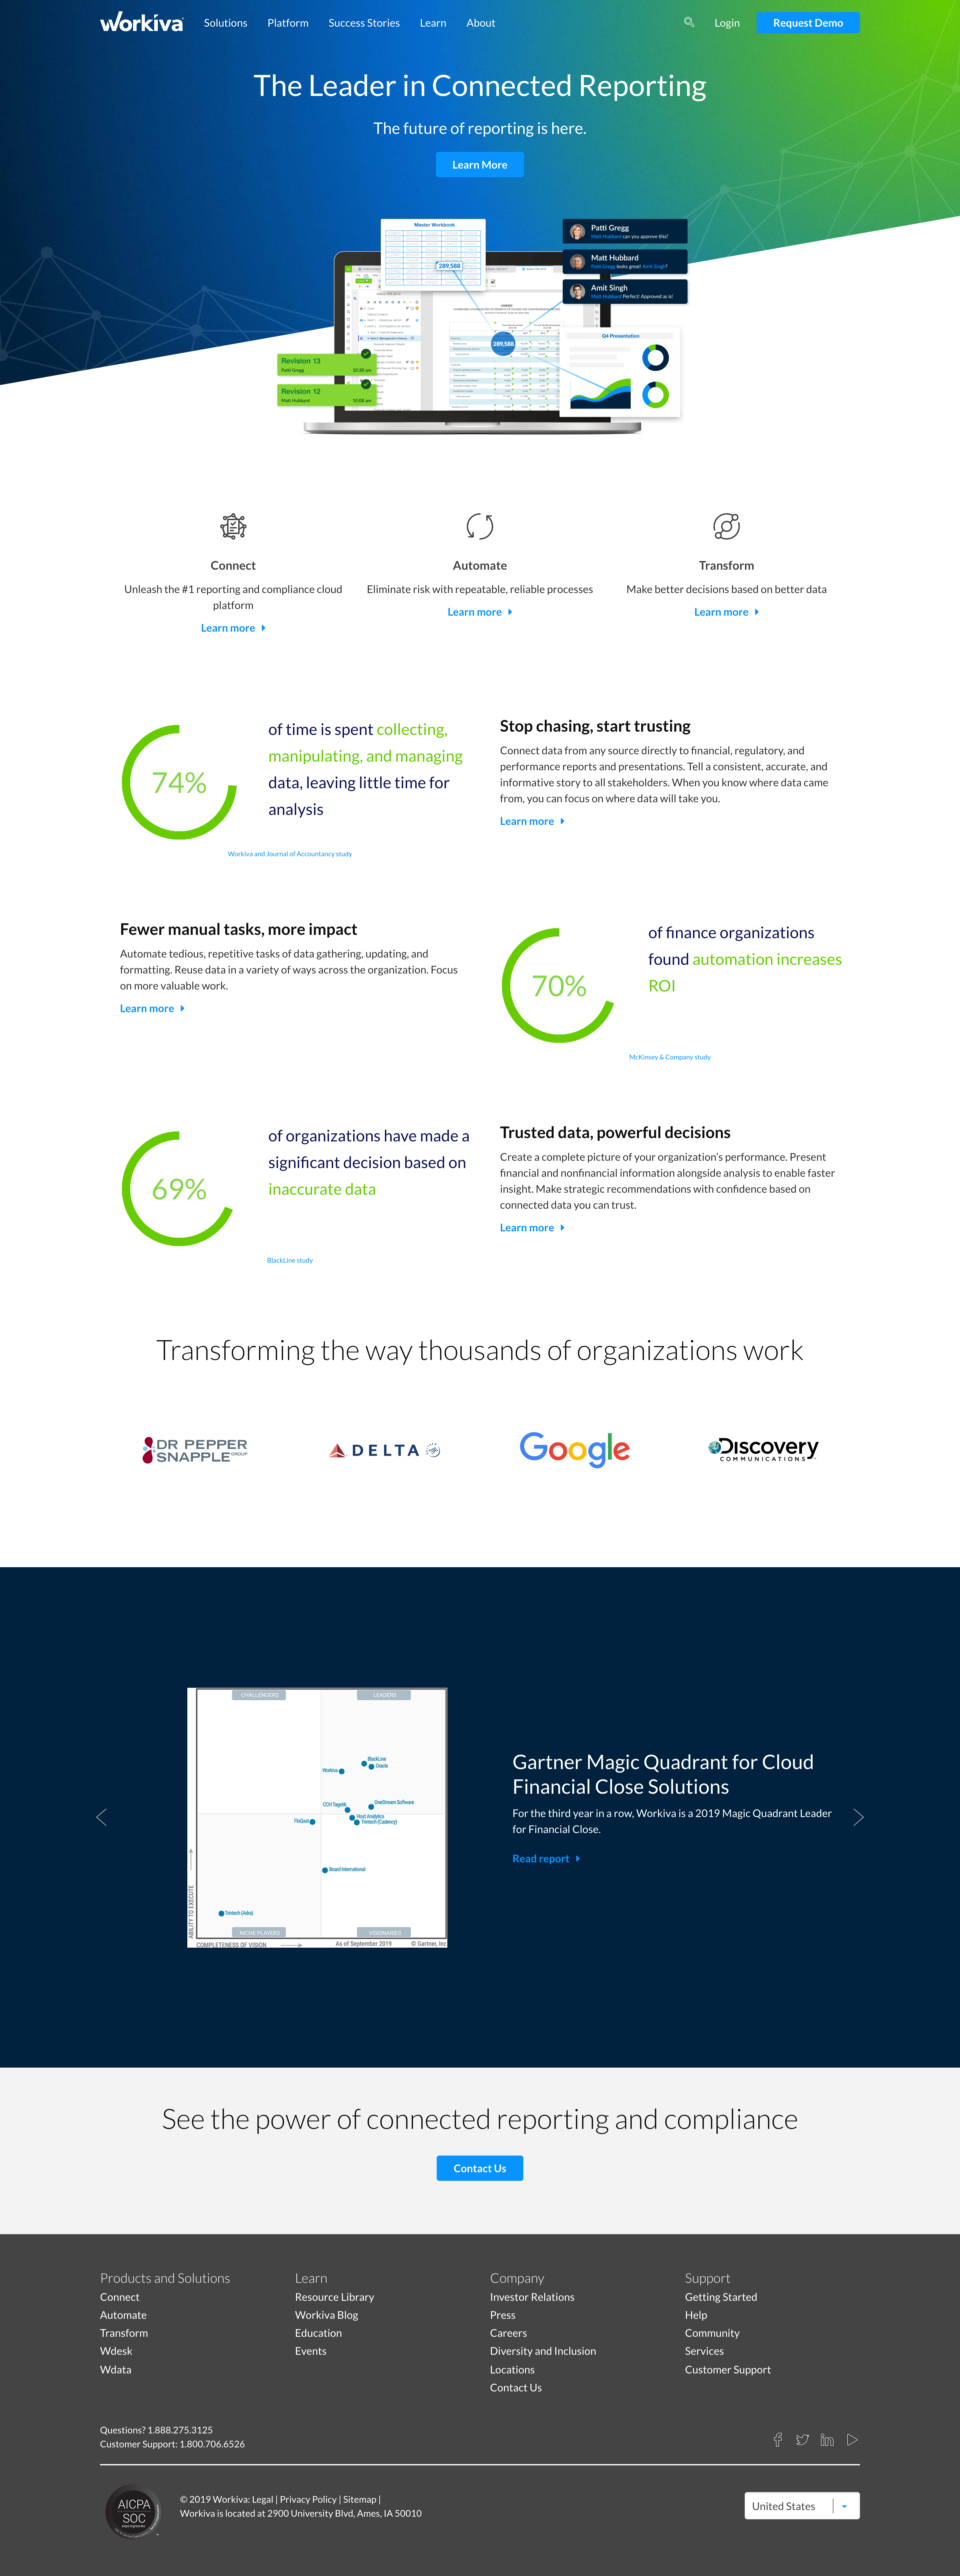 workiva
Solutions Platform Success Stories Learn About Login Request Demo
The Leader in Connected Reporting
The future of reporting is here.
Learn More
Master Workbook
289,588
Patti Gregg
Matt Hubbard can you approve this?
Matt Hubbard
Patti Gregg looks great! Amit Singh?
Amit Singh
Matt Hubbard Perfect! Approved as is!
289,588
Q4 Presentation
Revision 13
Patti Gregg 10:30 am
Revision 12
Matt Hubbard 10:08 am
Connect
Unleash the #1 reporting and compliance cloud
platform
Learn more
Automate
Eliminate risk with repeatable, reliable processes
Learn more
Transform
Make better decisions based on better data
Learn more
74%
of time is spent collecting,
manipulating, and managing
data, leaving little time for
analysis
Workiva and Journal of Accountancy study
Stop chasing, start trusting
Connect data from any source directly to financial, regulatory, and
performance reports and presentations. Tell a consistent, accurate, and
informative story to all stakeholders. When you know where data came
from, you can focus on where data will take you.
Learn more
Fewer manual tasks, more impact
Automate tedious, repetitive tasks of data gathering, updating, and
formatting. Reuse data in a variety of ways across the organization. Focus
on more valuable work.
Learn more
70%
of finance organizations
found automation increases
ROI
McKinsey & Company study
69%
of organizations have made a
significant decision based on
inaccurate data
BlackLine study
Trusted data, powerful decisions
Create a complete picture of your organization's performance. Present
financial and nonfinancial information alongside analysis to enable faster
insight. Make strategic recommendations with confidence based on
connected data you can trust.
Learn more
Transforming the way thousands of organizations work
DR PEPPER
SNAPPLE GROUP
DELTA
Google
Discovery
COMMUNICATIONS
CHALLENGERS LEADERS
BlackLine
Oracle
Workiva
OneStream Software
CCH Tagetik
Host Analytics
Trintech (Cadency)
FloQast
Board International
Trintech (Adra)
NICHE PLAYERS VISIONARIES
ABILITY TO EXECUTE
COMPLETENESS OF VISION
As of September 2019 © Gartner, Inc
Gartner Magic Quadrant for Cloud
Financial Close Solutions
For the third year in a row, Workiva is a 2019 Magic Quadrant Leader
for Financial Close.
Read report
See the power of connected reporting and compliance
Contact Us
Products and Solutions
Connect
Automate
Transform
Wdesk
Wdata
Learn
Resource Library
Workiva Blog
Education
Events
Company
Investor Relations
Press
Careers
Diversity and Inclusion
Locations
Contact Us
Support
Getting Started
Help
Community
Services
Customer Support
Questions? 1.888.275.3125
Customer Support: 1.800.706.6526
AICPA
SOC
© 2019 Workiva: Legal | Privacy Policy | Sitemap |
Workiva is located at 2900 University Blvd, Ames, IA 50010
United States